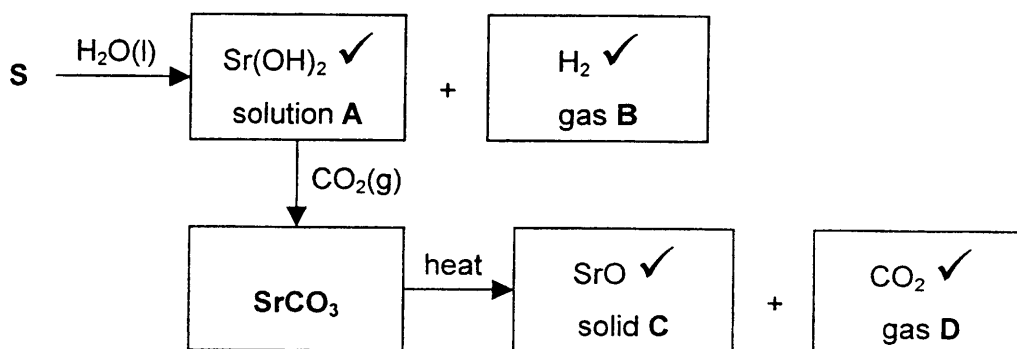 S
H₂O(l)
Sr(OH)₂ ✓
solution A
+
H₂ ✓
gas B
CO₂(g)
SrCO₃
heat
SrO ✓
solid C
+
CO₂ ✓
gas D